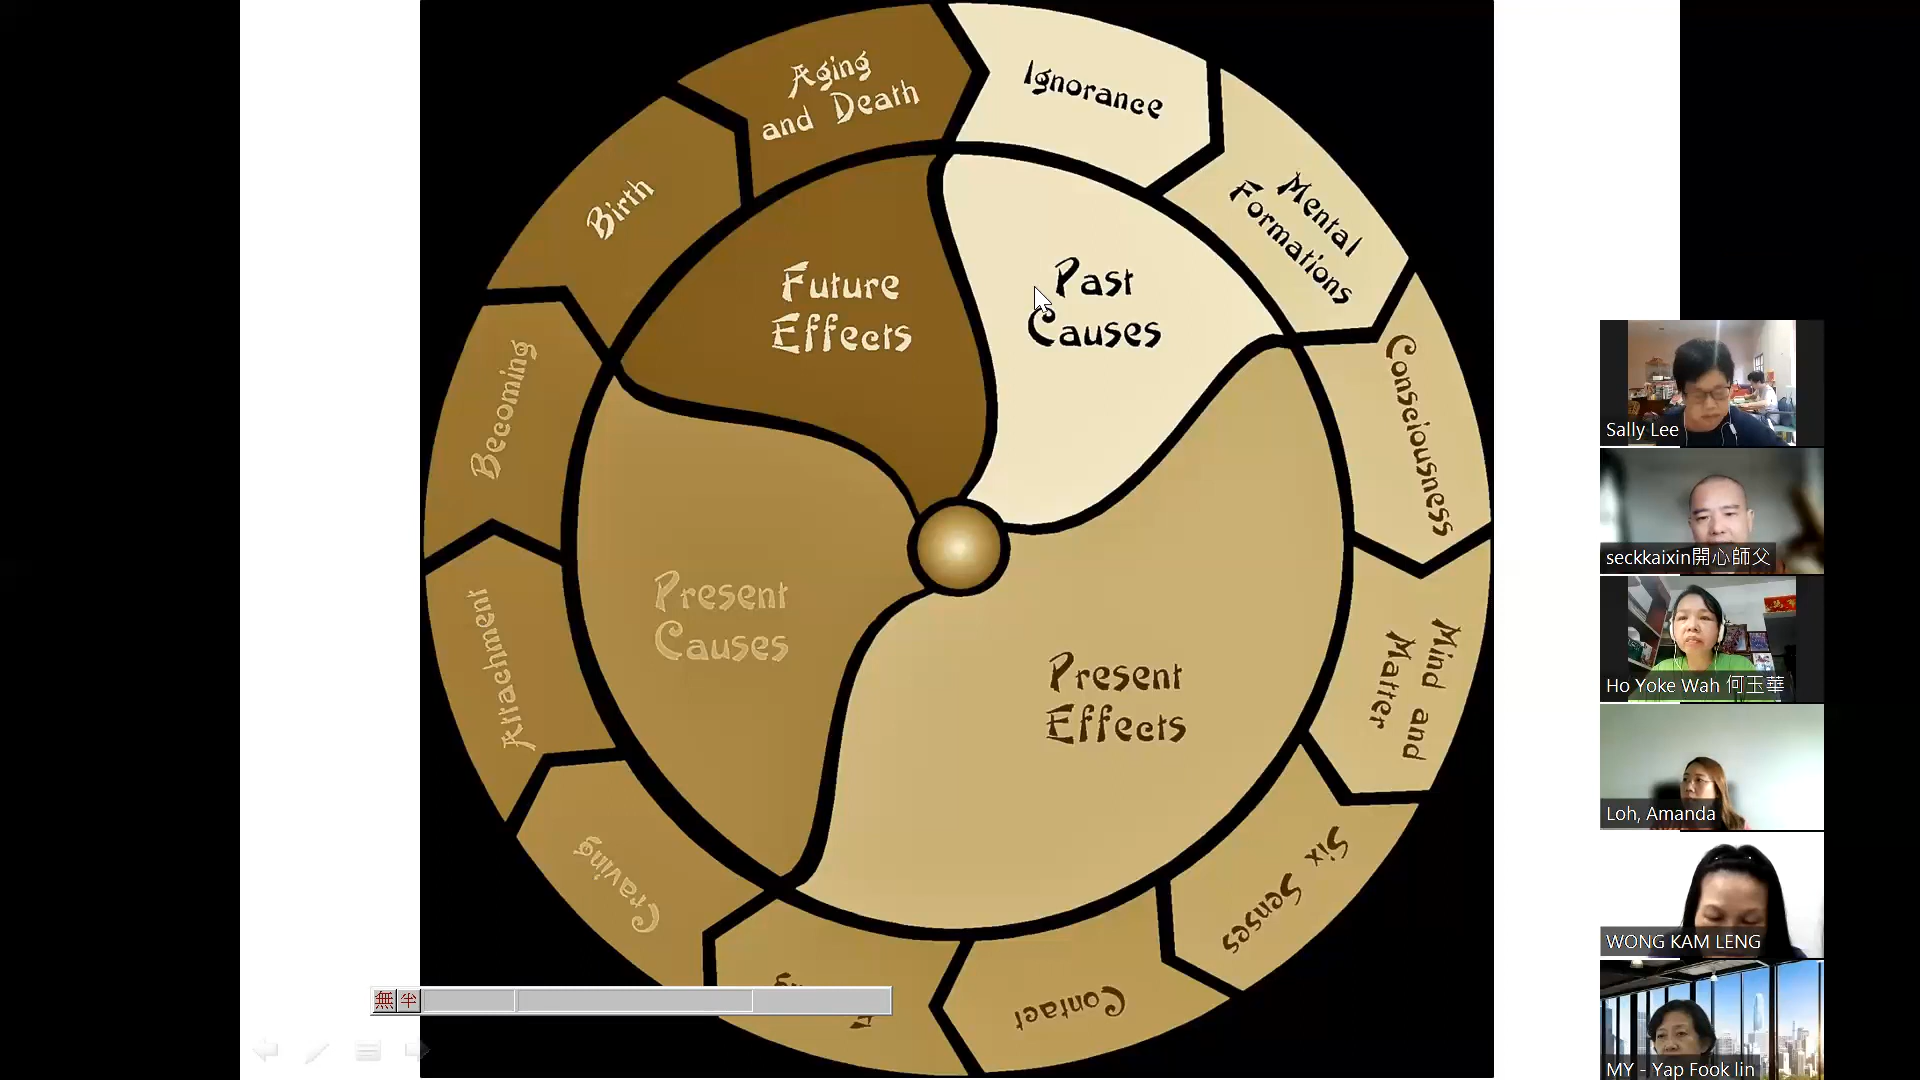 Aging
and Death
Ignorance
Mental
Formations
Consciousness
Mind and
Matter
Six Senses
Contact
Craving
Attachment
Becoming
Birth
Future
Effects
Past
Causes
Present
Causes
Present
Effects
無半
Sally Lee
seckkaixin開心師父
Ho Yoke Wah 何玉華
Loh, Amanda
WONG KAM LENG
MY - Yap Fook lin